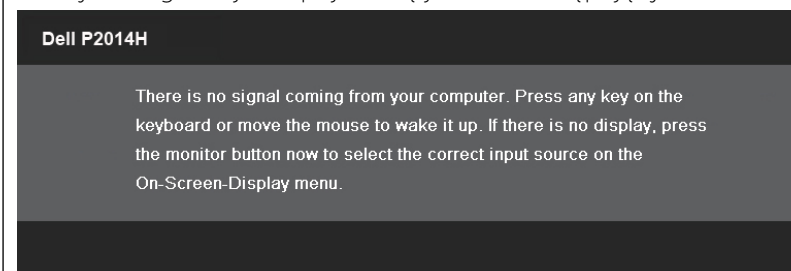 Dell P2014H
There is no signal coming from your computer. Press any key on the
keyboard or move the mouse to wake it up. If there is no display, press
the monitor button now to select the correct input source on the
On-Screen-Display menu.